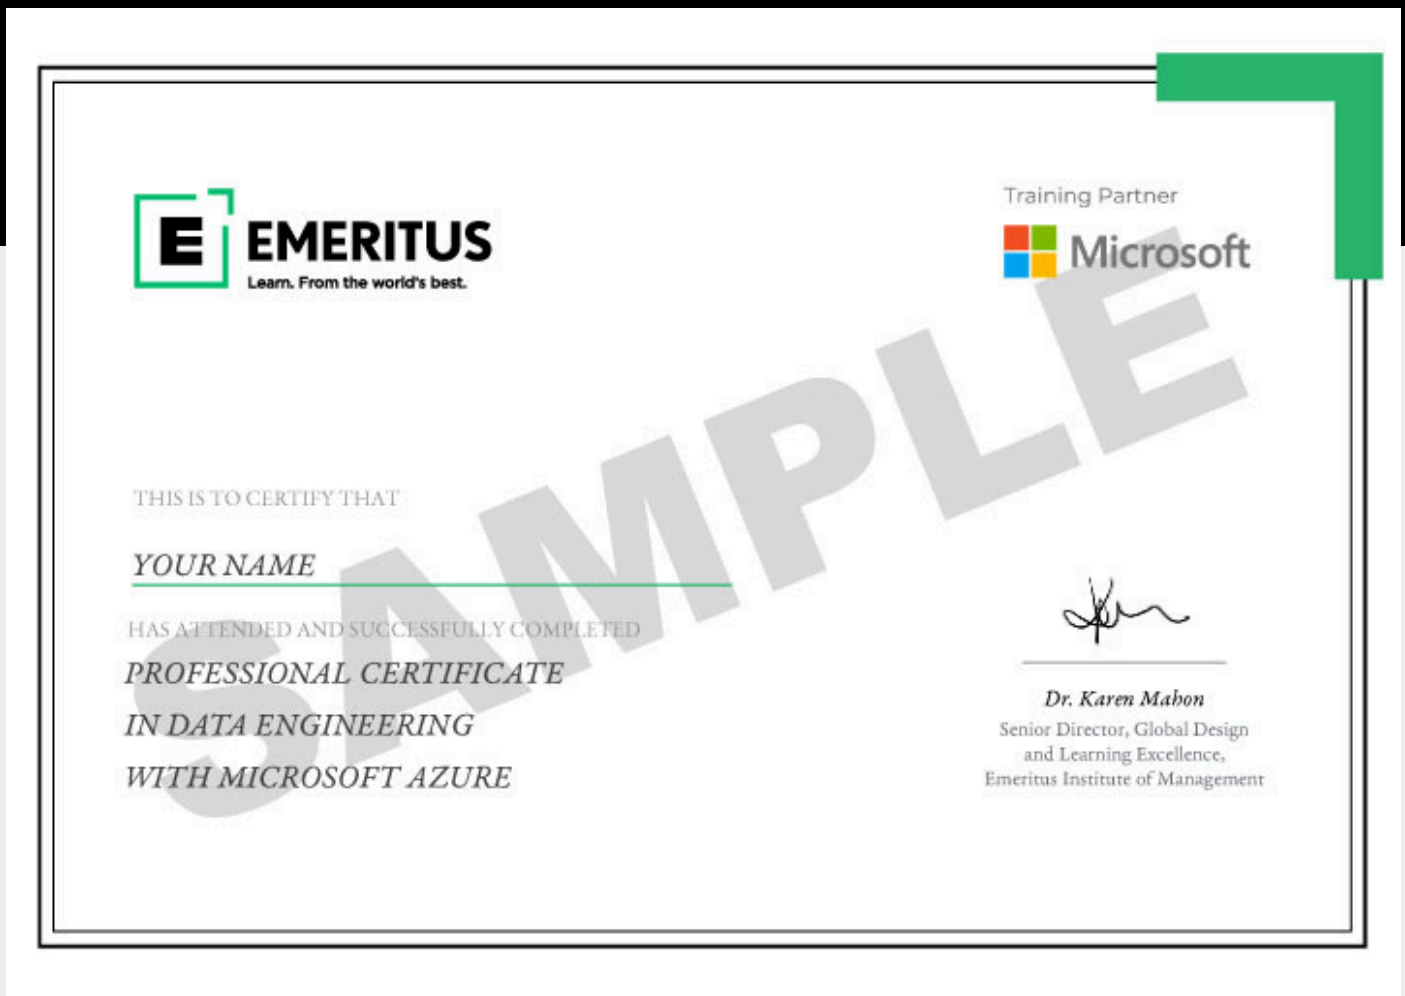 E EMERITUS
Learn. From the world's best.
Training Partner
Microsoft
SAMPLE
THIS IS TO CERTIFY THAT
YOUR NAME
HAS ATTENDED AND SUCCESSFULLY COMPLETED
PROFESSIONAL CERTIFICATE
IN DATA ENGINEERING
WITH MICROSOFT AZURE
Dr. Karen Mahon
Senior Director, Global Design
and Learning Excellence,
Emeritus Institute of Management